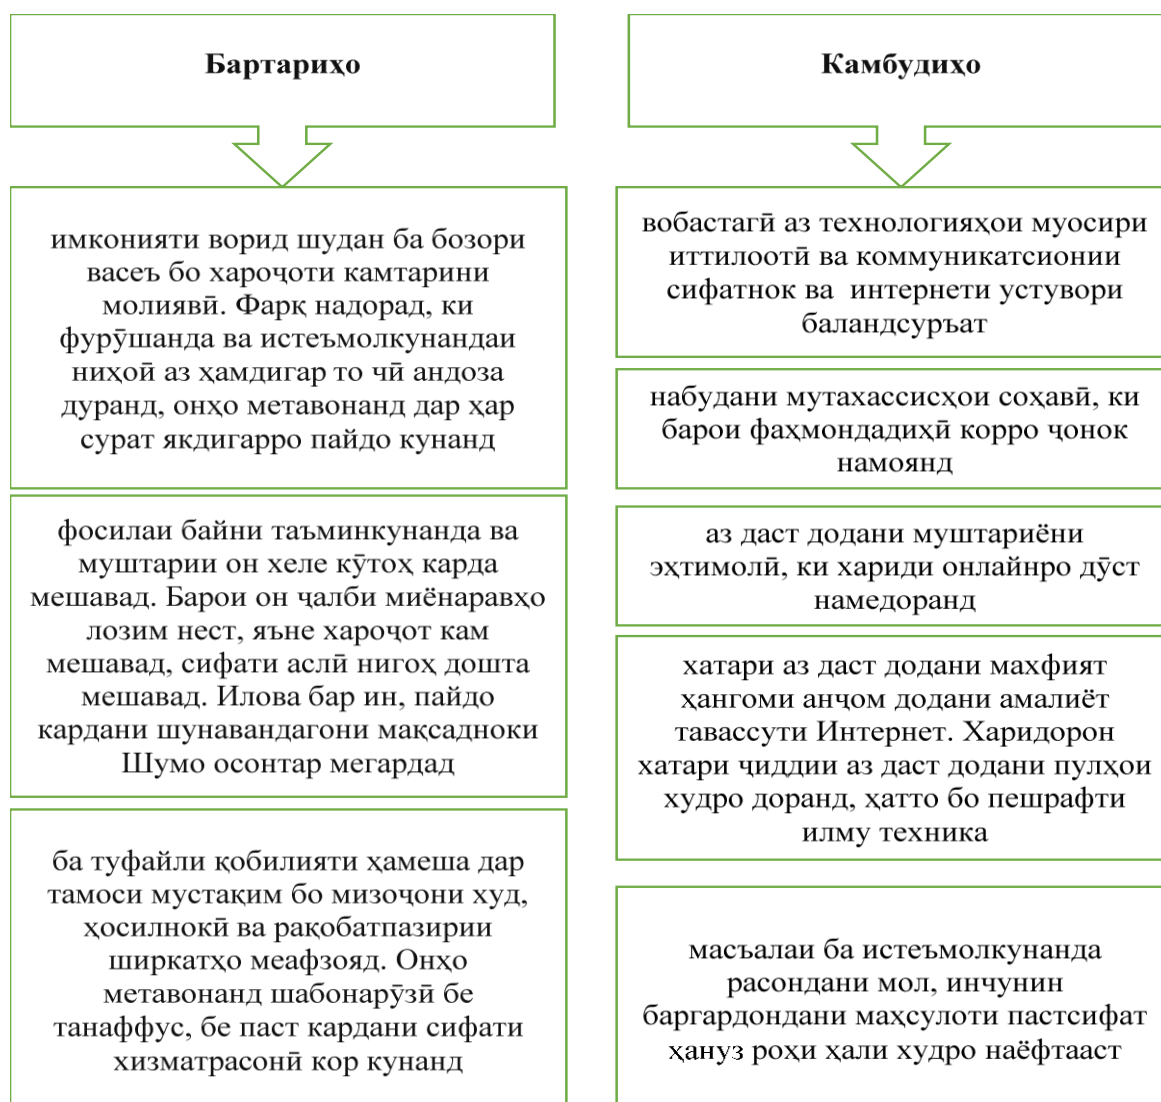 Бартариҳо
имконияти ворид шудан ба бозори
васеъ бо хароҷоти камтарини
молиявӣ. Фарқ надорад, ки
фурӯшанда ва истеъмолкунандаи
ниҳоӣ аз ҳамдигар то чӣ андоза
дуранд, онҳо метавонанд дар ҳар
сурат якдигарро пайдо кунанд
фосилаи байни таъминкунанда ва
муштарии он хеле кӯтоҳ карда
мешавад. Барои он ҷалби миёнаравҳо
лозим нест, яъне хароҷот кам
мешавад, сифати аслӣ нигоҳ дошта
мешавад. Илова бар ин, пайдо
кардани шунавандагони мақсадноки
Шумо осонтар мегардад
ба туфайли қобилияти ҳамеша дар
тамоси мустақим бо мизоҷони худ,
ҳосилнокӣ ва рақобатпазирии
ширкатҳо меафзояд. Онҳо
метавонанд шабонарӯзӣ бе
танаффус, бе паст кардани сифати
хизматрасонӣ кор кунанд
Камбудиҳо
вобастагӣ аз технологияҳои муосири
иттилоотӣ ва коммуникатсионии
сифатнок ва интернети устувори
баландсуръат
набудани мутахассисҳои соҳавӣ, ки
барои фаҳмондадиҳӣ корро ҷонок
намоянд
аз даст додани муштариёни
эҳтимолӣ, ки хариди онлайнро дӯст
намедоранд
хатари аз даст додани махфият
ҳангоми анҷом додани амалиёт
тавассути Интернет. Харидорон
хатари ҷиддии аз даст додани пулҳои
худро доранд, ҳатто бо пешрафти
илму техника
масъалаи ба истеъмолкунанда
расондани мол, инчунин
баргардондани маҳсулоти пастсифат
ҳануз роҳи ҳали худро наёфтааст